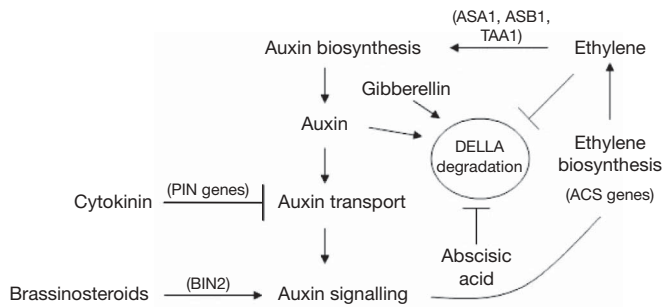 (ASA1, ASB1,
TAA1)
Auxin biosynthesis
Ethylene
Gibberellin
Auxin
DELLA
degradation
Ethylene
biosynthesis
(ACS genes)
Cytokinin
(PIN genes)
Auxin transport
Abscisic
acid
Brassinosteroids
(BIN2)
Auxin signalling